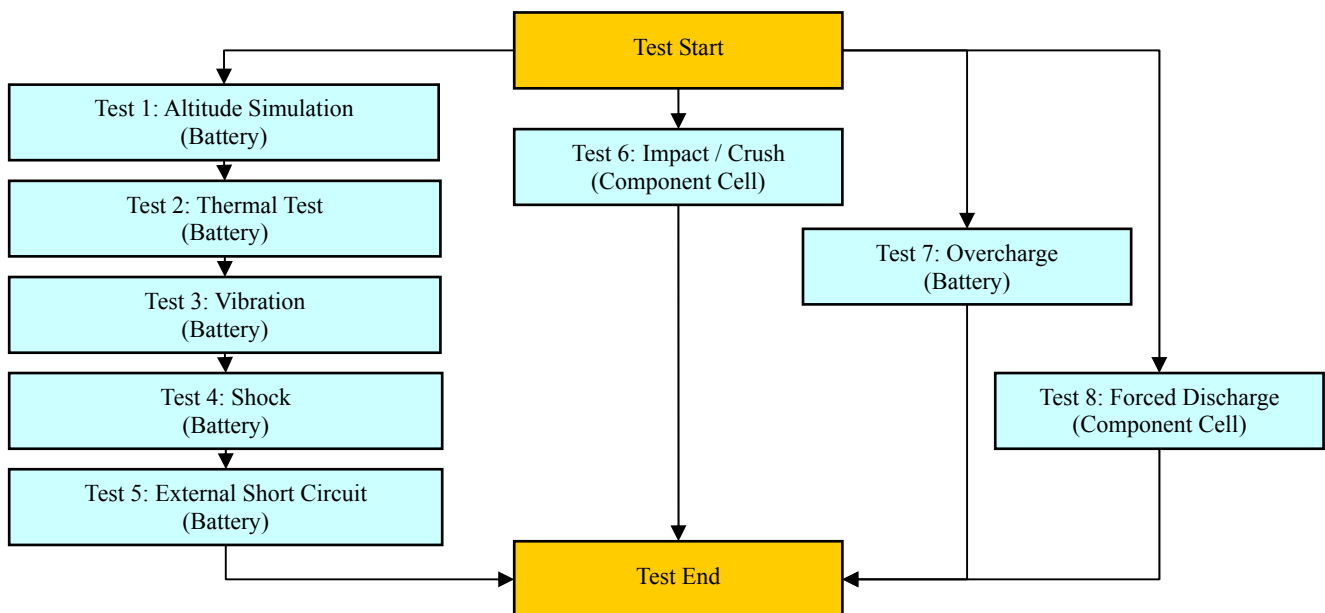 Test Start
Test 1: Altitude Simulation
(Battery)
Test 2: Thermal Test
(Battery)
Test 3: Vibration
(Battery)
Test 4: Shock
(Battery)
Test 5: External Short Circuit
(Battery)
Test 6: Impact / Crush
(Component Cell)
Test 7: Overcharge
(Battery)
Test 8: Forced Discharge
(Component Cell)
Test End